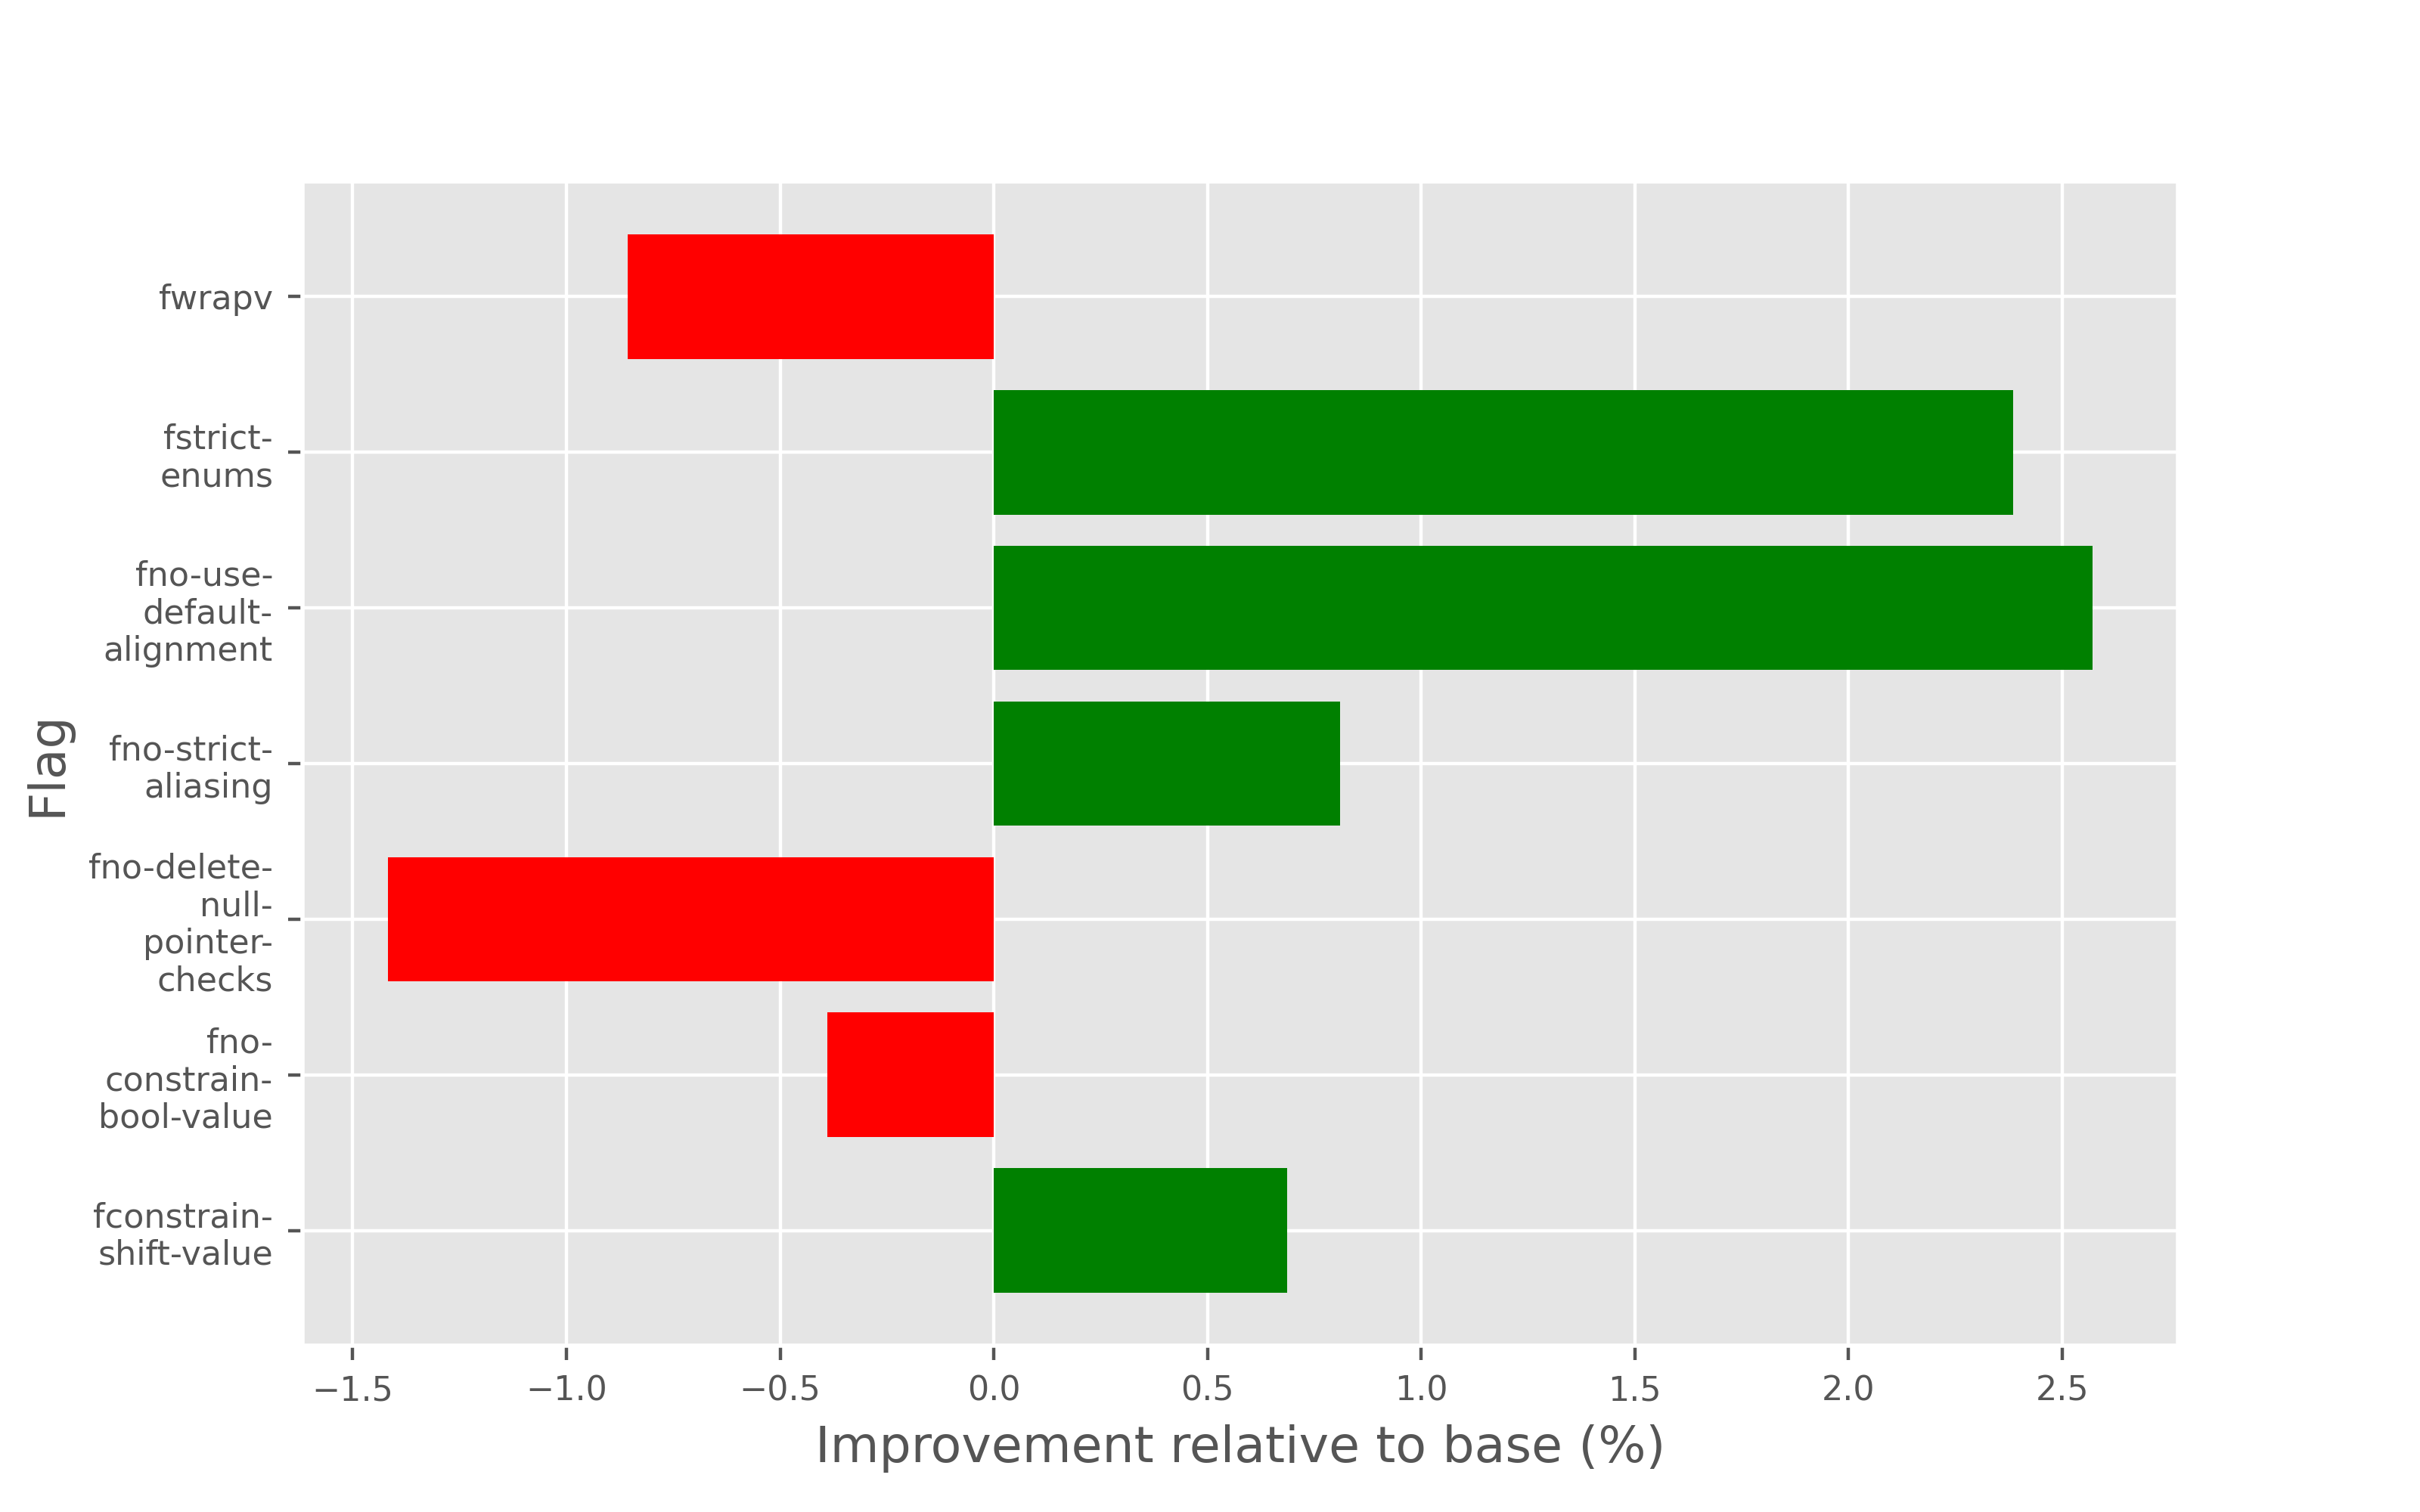 fwrapv
fstrict-
enums
fno-use-
default-
alignment
fno-strict-
aliasing
fno-delete-
null-
pointer-
checks
fno-
constrain-
bool-value
fconstrain-
shift-value
Flag
−1.5
−1.0
−0.5
0.0
0.5
1.0
1.5
2.0
2.5
Improvement relative to base (%)